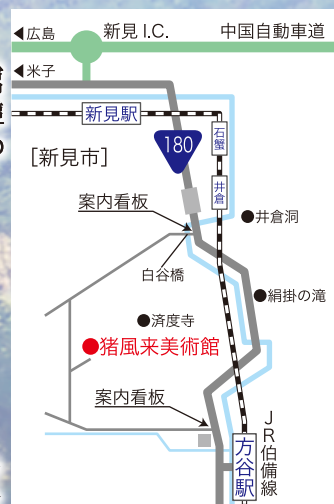 ◀広島
新見 I.C.
中国自動車道
◀米子
新見駅
180
石蟹
[新見市]
井倉
案内看板
●井倉洞
白谷橋
●絹掛の滝
●済度寺
●猪風来美術館
案内看板
JR伯備線
方谷駅